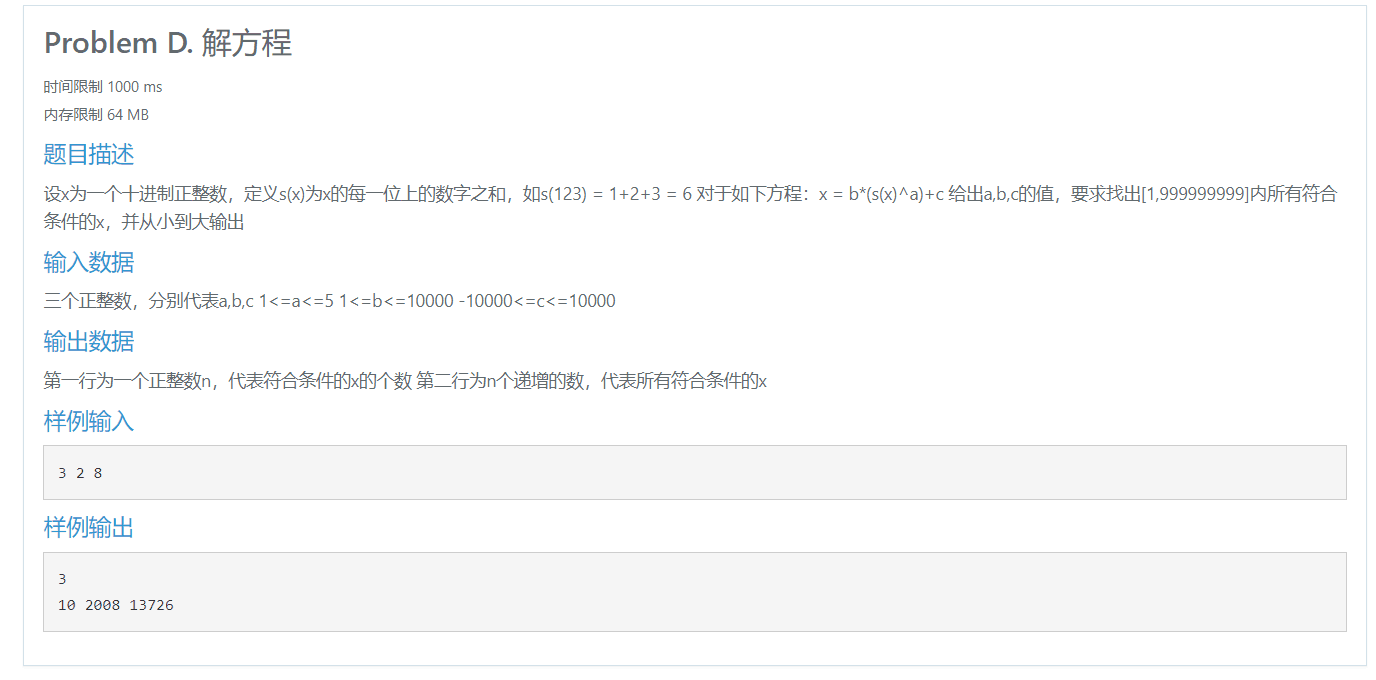 Problem D. 解方程
时间限制 1000 ms
内存限制 64 MB
题目描述
设x为一个十进制正整数，定义s(x)为x的每一位上的数字之和，如s(123) = 1+2+3 = 6 对于如下方程：x = b*(s(x)^a)+c 给出a,b,c的值，要求找出[1,999999999]内所有符合
条件的x，并从小到大输出
输入数据
三个正整数，分别代表a,b,c 1<=a<=5 1<=b<=10000 -10000<=c<=10000
输出数据
第一行为一个正整数n，代表符合条件的x的个数 第二行为n个递增的数，代表所有符合条件的x
样例输入
3 2 8
样例输出
3
10 2008 13726